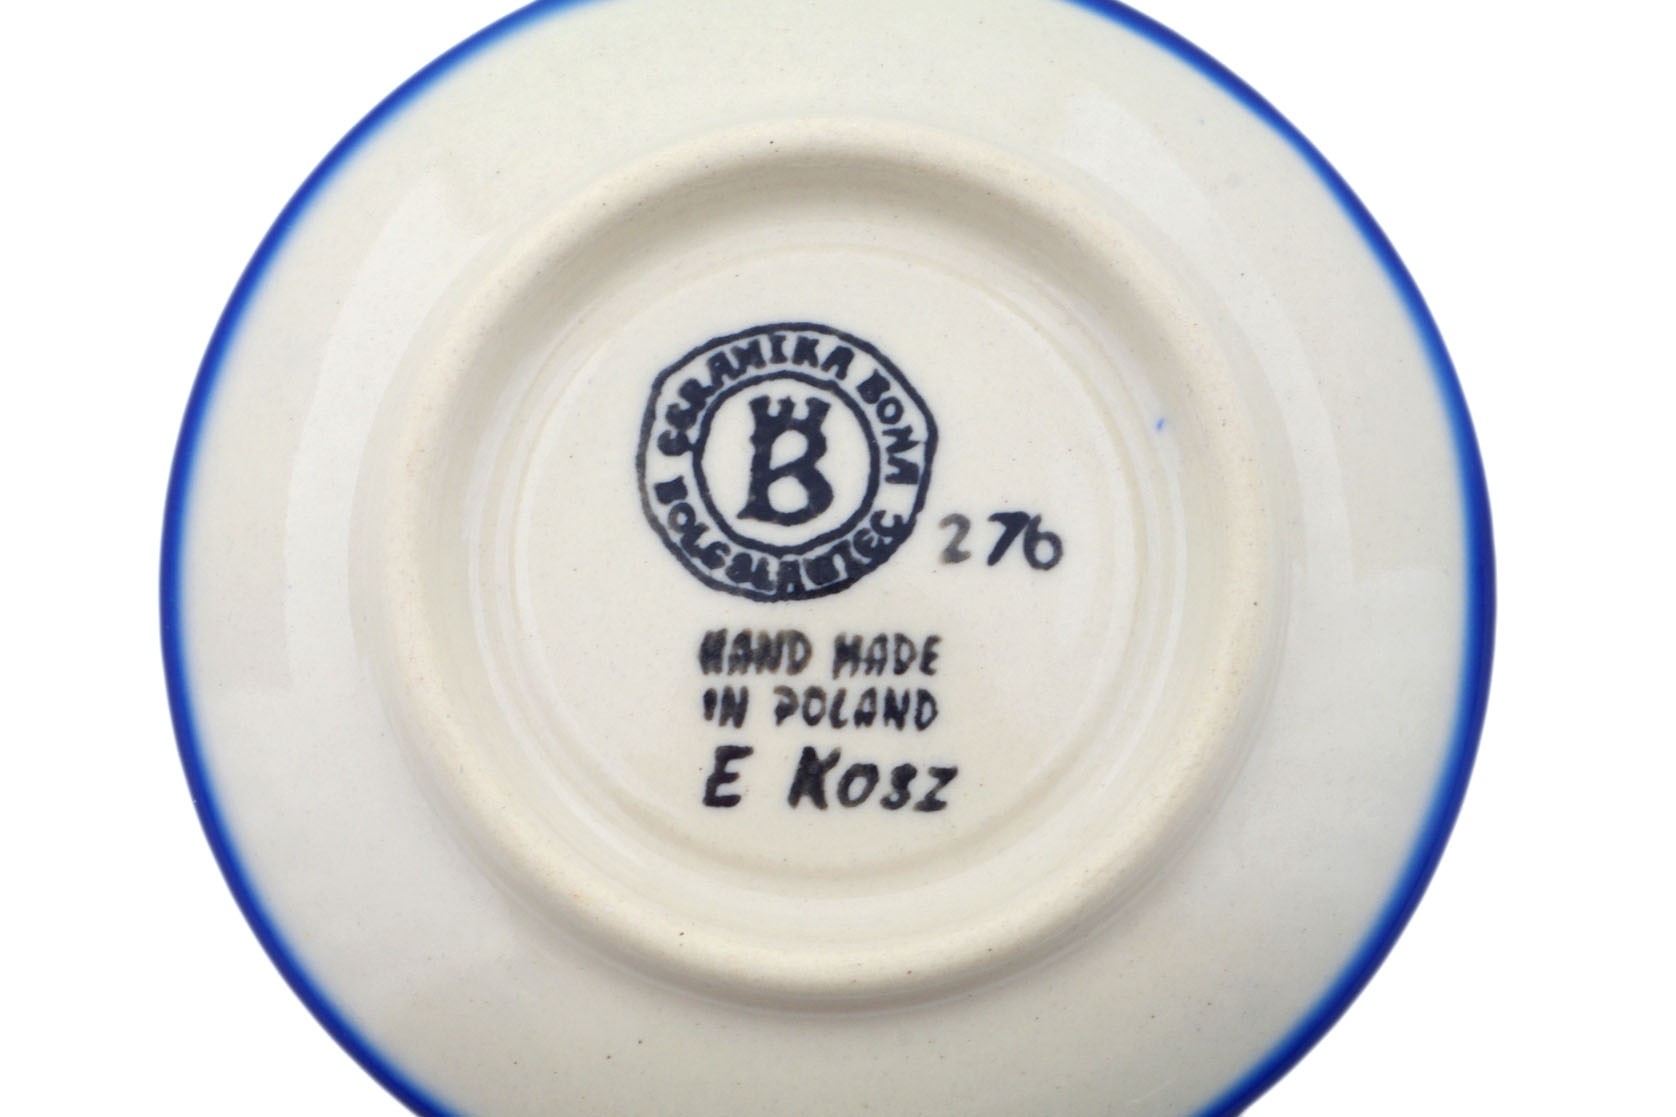 CERAMIKA BONA
BOLESŁAWIEC
B
276
HAND MADE
IN POLAND
E KOSZ